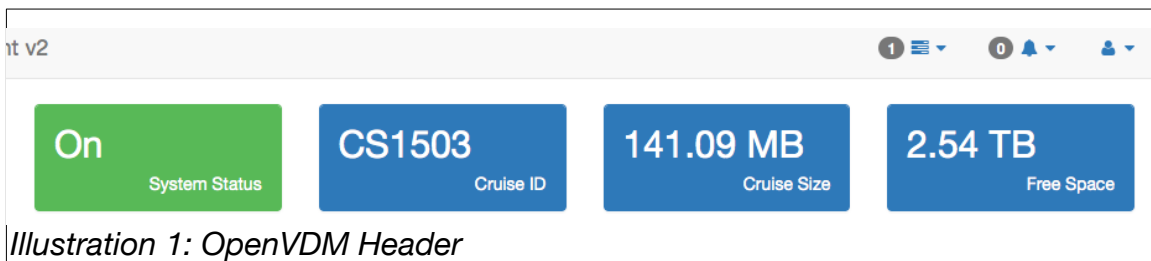 nt v2
1
0
On
System Status
CS1503
Cruise ID
141.09 MB
Cruise Size
2.54 TB
Free Space
Illustration 1: OpenVDM Header